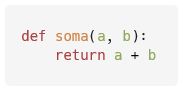 def soma(a, b):
    return a + b